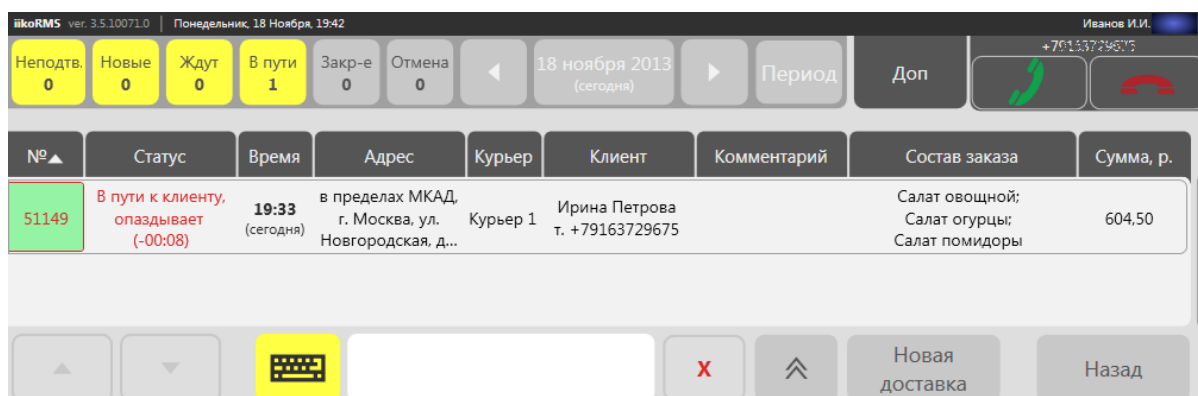 iikoRMS ver. 3.5.10071.0 | Понедельник, 18 Ноября, 19:42 Иванов И.И.
+79163729675
Неподтв. Новые Ждут В пути Закр-е Отмена 18 ноября 2013 Период Доп
0 0 0 1 0 0 (сегодня)
№ Статус Время Адрес Курьер Клиент Комментарий Состав заказа Сумма, р.
В пути к клиенту, в пределах МКАД, Салат овощной;
51149 опаздывает 19:33 г. Москва, ул. Курьер 1 Ирина Петрова Салат огурцы; 604,50
(-00:08) (сегодня) Новгородская, д... т. +79163729675 Салат помидоры
X Новая Назад
доставка